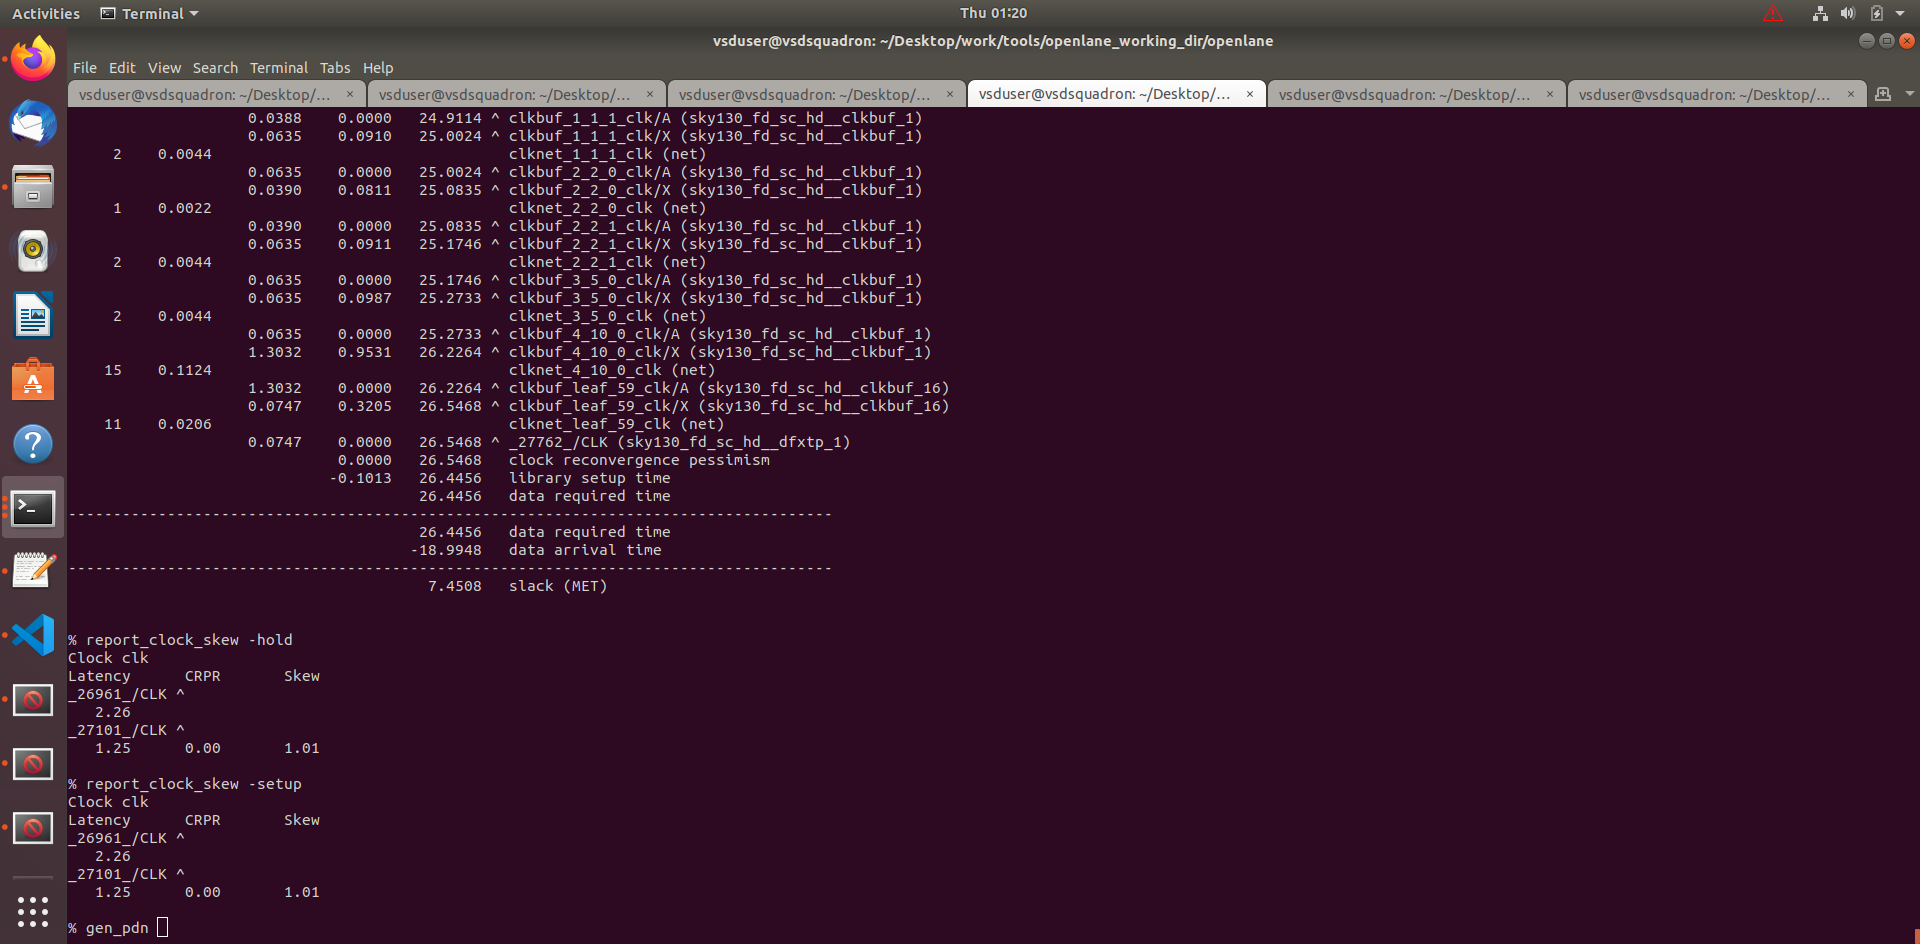 Activities Terminal Thu 01:20
vsduser@vsdsquadron: ~/Desktop/work/tools/openlane_working_dir/openlane
File Edit View Search Terminal Tabs Help
vsduser@vsdsquadron: ~/Desktop/... × vsduser@vsdsquadron: ~/Desktop/... × vsduser@vsdsquadron: ~/Desktop/... × vsduser@vsdsquadron: ~/Desktop/... × vsduser@vsdsquadron: ~/Desktop/... × vsduser@vsdsquadron: ~/Desktop/... ×
0.0388 0.0000 24.9114 ^ clkbuf_1_1_1_clk/A (sky130_fd_sc_hd__clkbuf_1)
0.0635 0.0910 25.0024 ^ clkbuf_1_1_1_clk/X (sky130_fd_sc_hd__clkbuf_1)
2 0.0044 clknet_1_1_1_clk (net)
0.0635 0.0000 25.0024 ^ clkbuf_2_2_0_clk/A (sky130_fd_sc_hd__clkbuf_1)
0.0390 0.0811 25.0835 ^ clkbuf_2_2_0_clk/X (sky130_fd_sc_hd__clkbuf_1)
1 0.0022 clknet_2_2_0_clk (net)
0.0390 0.0000 25.0835 ^ clkbuf_2_2_1_clk/A (sky130_fd_sc_hd__clkbuf_1)
0.0635 0.0911 25.1746 ^ clkbuf_2_2_1_clk/X (sky130_fd_sc_hd__clkbuf_1)
2 0.0044 clknet_2_2_1_clk (net)
0.0635 0.0000 25.1746 ^ clkbuf_3_5_0_clk/A (sky130_fd_sc_hd__clkbuf_1)
0.0635 0.0987 25.2733 ^ clkbuf_3_5_0_clk/X (sky130_fd_sc_hd__clkbuf_1)
2 0.0044 clknet_3_5_0_clk (net)
0.0635 0.0000 25.2733 ^ clkbuf_4_10_0_clk/A (sky130_fd_sc_hd__clkbuf_1)
1.3032 0.9531 26.2264 ^ clkbuf_4_10_0_clk/X (sky130_fd_sc_hd__clkbuf_1)
15 0.1124 clknet_4_10_0_clk (net)
1.3032 0.0000 26.2264 ^ clkbuf_leaf_59_clk/A (sky130_fd_sc_hd__clkbuf_16)
0.0747 0.3205 26.5468 ^ clkbuf_leaf_59_clk/X (sky130_fd_sc_hd__clkbuf_16)
11 0.0206 clknet_leaf_59_clk (net)
0.0747 0.0000 26.5468 ^ _27762_/CLK (sky130_fd_sc_hd__dfxtp_1)
0.0000 26.5468 clock reconvergence pessimism
-0.1013 26.4456 library setup time
26.4456 data required time
-------------------------------------------------------------------------------------
26.4456 data required time
-18.9948 data arrival time
-------------------------------------------------------------------------------------
7.4508 slack (MET)
% report_clock_skew -hold
Clock clk
Latency CRPR Skew
_26961_/CLK ^
2.26
_27101_/CLK ^
1.25 0.00 1.01
% report_clock_skew -setup
Clock clk
Latency CRPR Skew
_26961_/CLK ^
2.26
_27101_/CLK ^
1.25 0.00 1.01
% gen_pdn